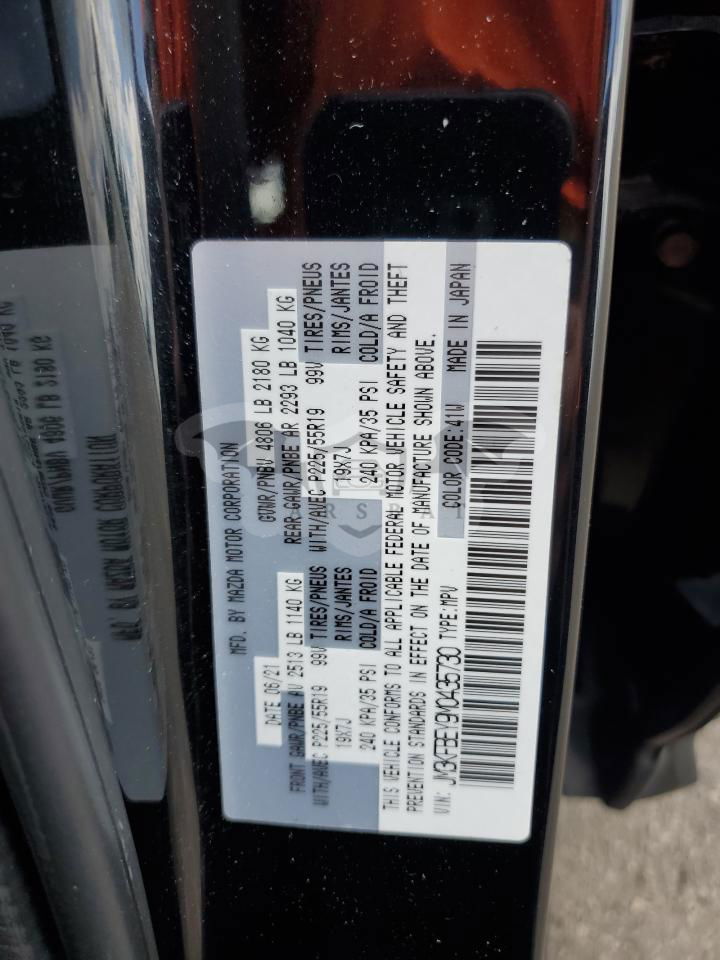 MFD. BY MAZDA MOTOR CORPORATION
DATE 06/21 GVWR/PNBV 4806 LB 2180 KG
FRONT GAWR/PNBE AV 2513 LB 1140 KG REAR GAWR/PNBE AR 2293 LB 1040 KG
WITH/AVEC P225/55R19 99V TIRES/PNEUS WITH/AVEC P225/55R19 99V TIRES/PNEUS
19X7J RIMS/JANTES 19X7J RIMS/JANTES
240 KPA/35 PSI COLD/A FROID 240 KPA/35 PSI COLD/A FROID
THIS VEHICLE CONFORMS TO ALL APPLICABLE FEDERAL MOTOR VEHICLE SAFETY AND THEFT
PREVENTION STANDARDS IN EFFECT ON THE DATE OF MANUFACTURE SHOWN ABOVE.
VIN: JM3KFBEY9M0435730 TYPE:MPV COLOR CODE:41W MADE IN JAPAN